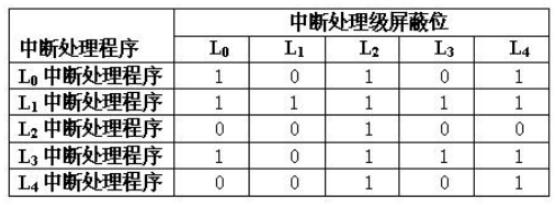 中断处理程序 中断处理级屏蔽位
L0 L1 L2 L3 L4
L0 中断处理程序 1 0 1 0 1
L1 中断处理程序 1 1 1 1 1
L2 中断处理程序 0 0 1 0 0
L3 中断处理程序 1 0 1 1 1
L4 中断处理程序 0 0 1 0 1